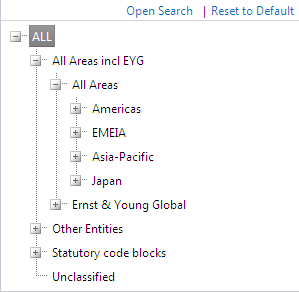 Open Search | Reset to Default
ALL
All Areas incl EYG
All Areas
Americas
EMEIA
Asia-Pacific
Japan
Ernst & Young Global
Other Entities
Statutory code blocks
Unclassified